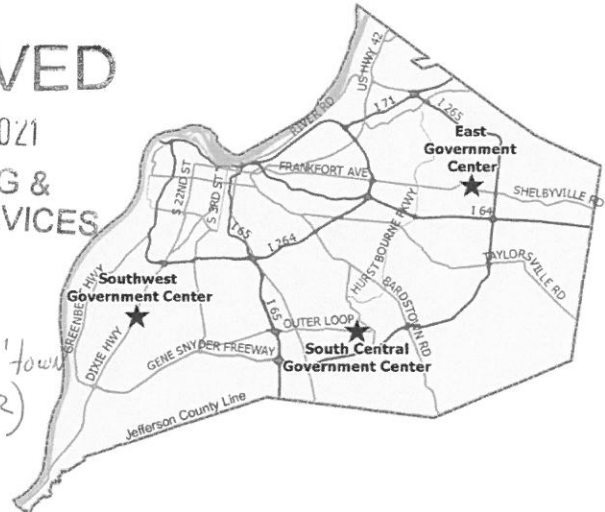 VED
021
G &
VICES
US HWY 42
RIVER RD
I 71
I 265
East
Government
Center
FRANKFORT AVE
SHELBYVILLE RD
S 22ND ST
S 3RD ST
I 65
I 264
I 64
HURSTBOURNE PKWY
TAYLORSVILLE RD
BARDSTOWN RD
GREENBELT HWY
Southwest
Government Center
I 65
OUTER LOOP
DIXIE HWY
GENE SNYDER FREEWAY
South Central
Government Center
town
Jefferson County Line